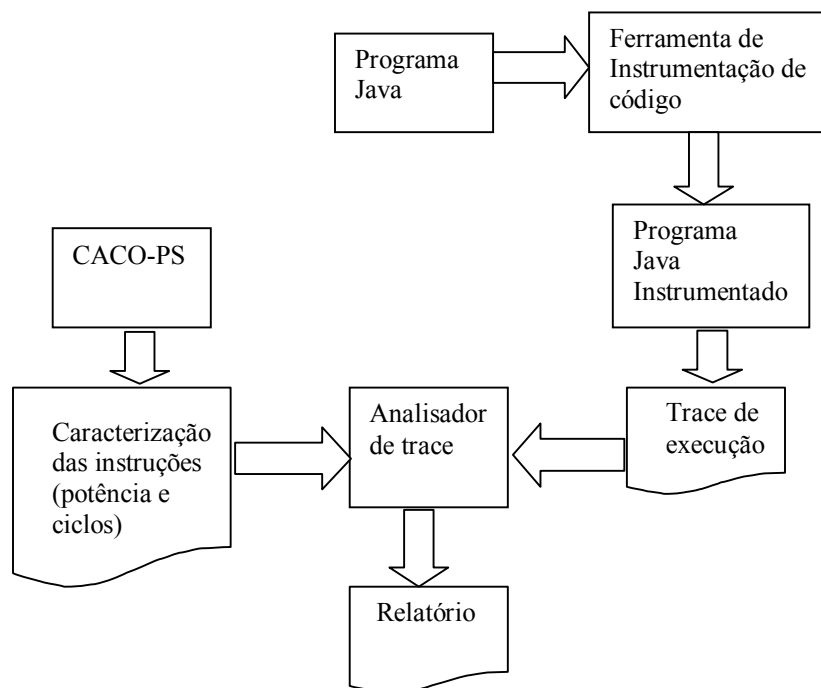 Programa
Java
Ferramenta de
Instrumentação de
código
Programa
Java
Instrumentado
CACO-PS
Caracterização
das instruções
(potência e
ciclos)
Analisador
de trace
Trace de
execução
Relatório